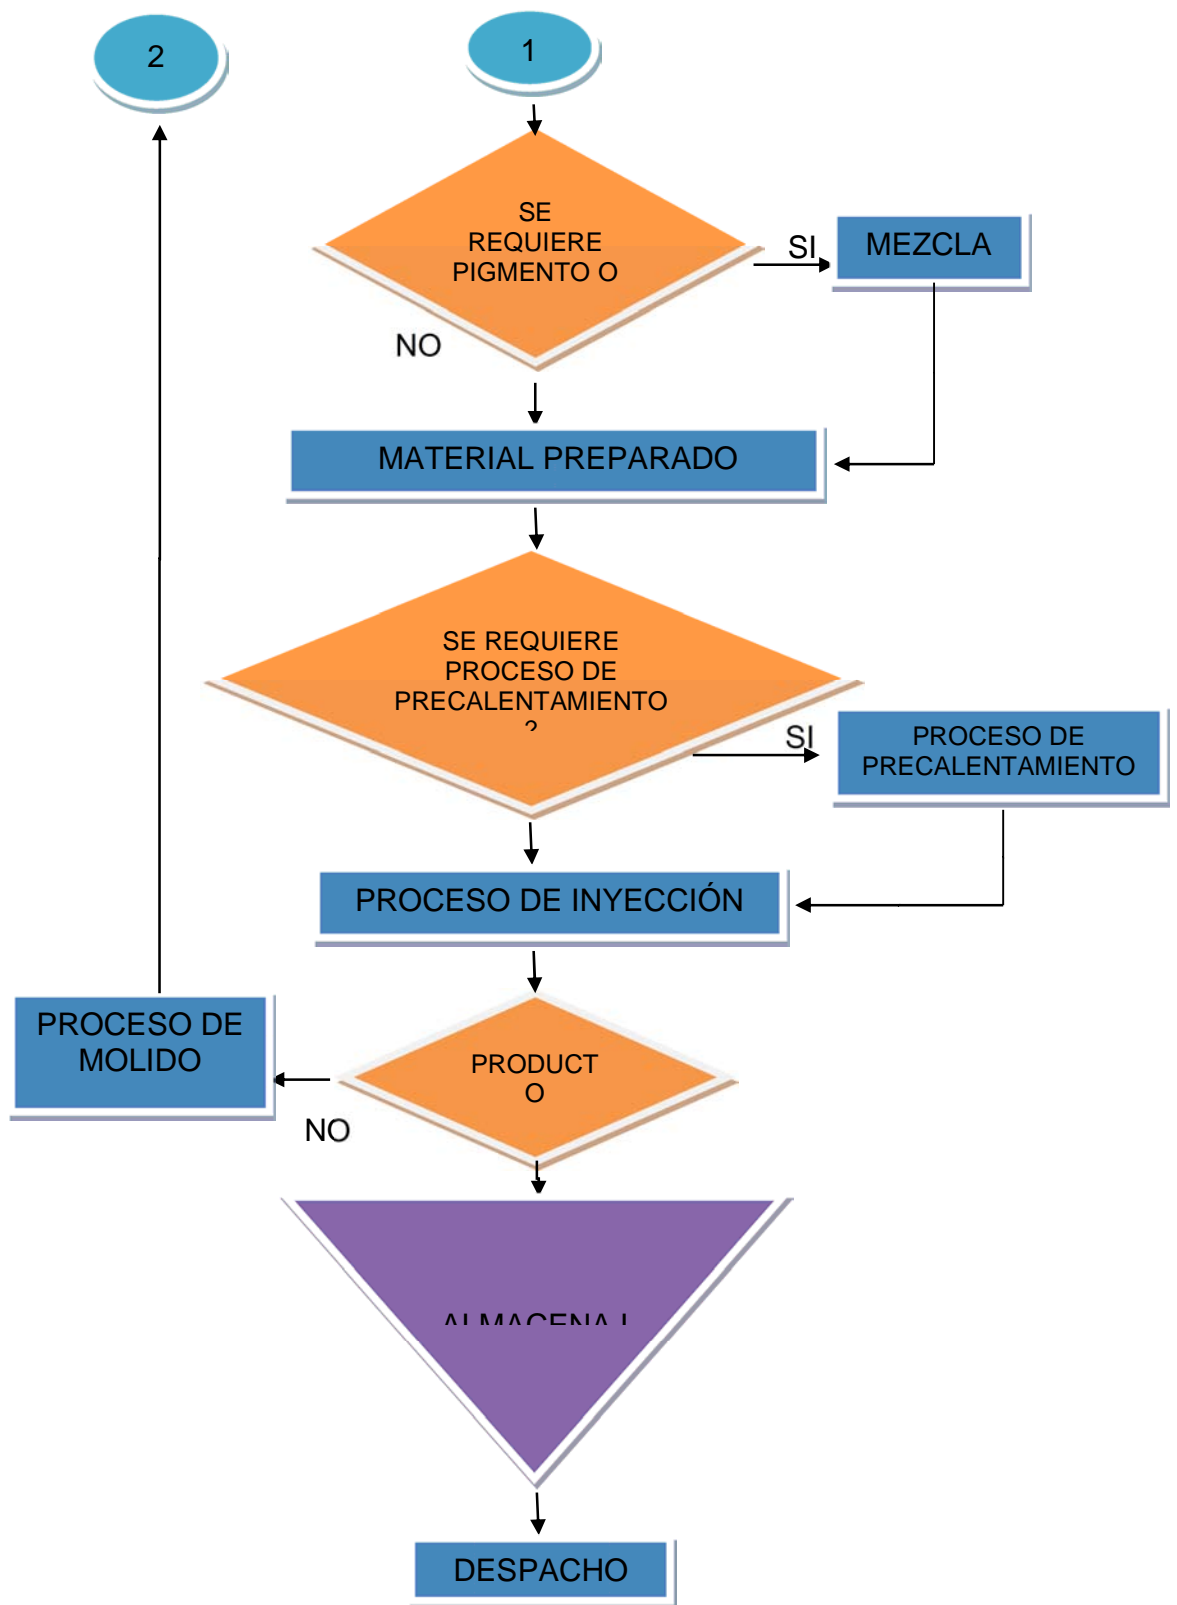 2
1
SE
REQUIERE
PIGMENTO O
SI
MEZCLA
NO
MATERIAL PREPARADO
SE REQUIERE
PROCESO DE
PRECALENTAMIENTO
?
SI
PROCESO DE
PRECALENTAMIENTO
PROCESO DE INYECCIÓN
PROCESO DE
MOLIDO
PRODUCT
O
NO
ALMACENAJ
DESPACHO